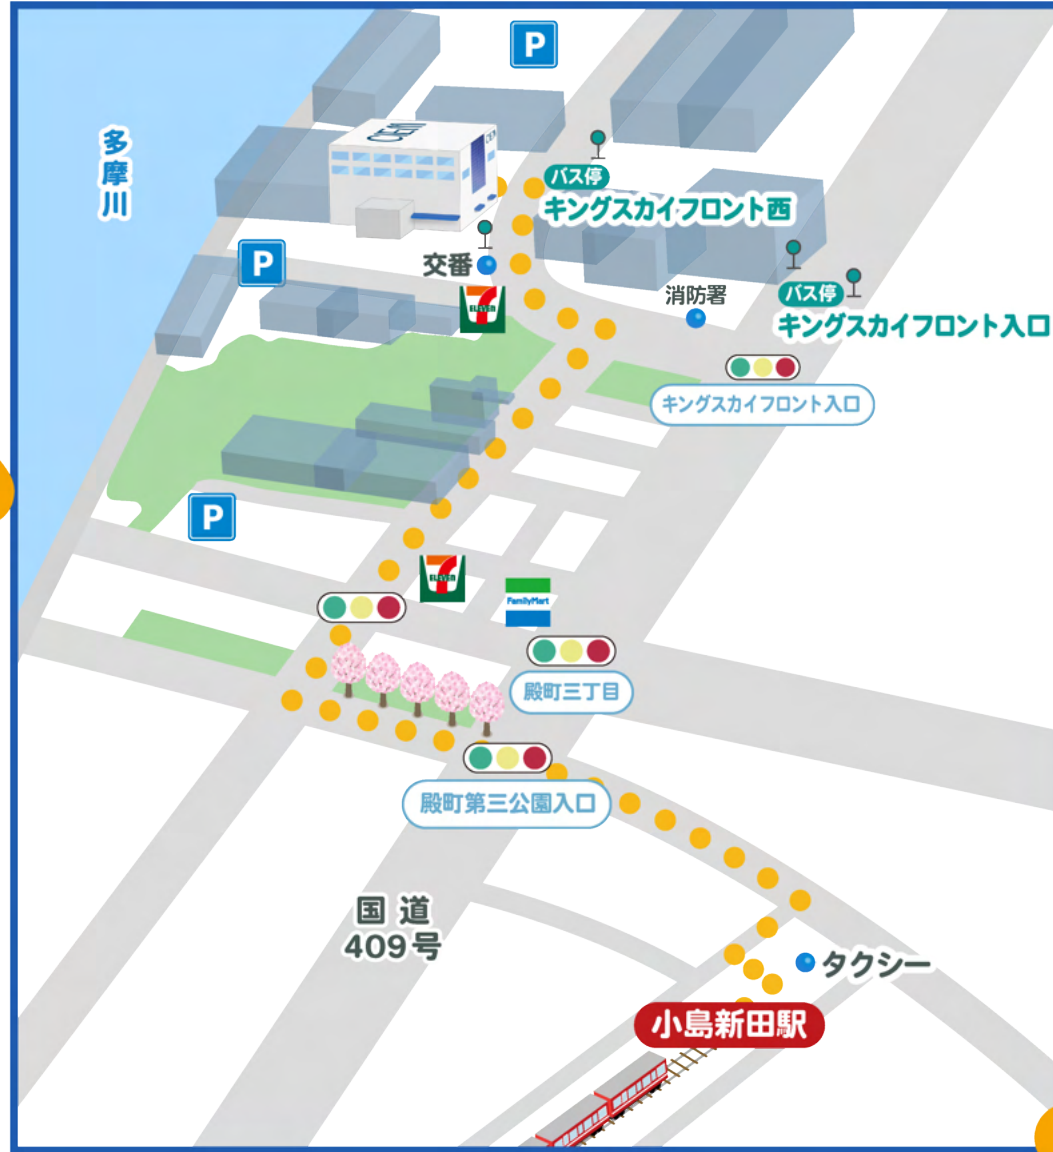 P
多摩川
CIEM
バス停
キングスカイフロント西
交番
P
ELEVEN
消防署
バス停
キングスカイフロント入口
キングスカイフロント入口
P
ELEVEN
FamilyMart
殿町三丁目
殿町第三公園入口
国道
409号
タクシー
小島新田駅